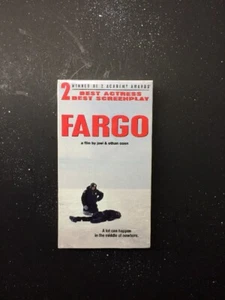 2 WINNER OF 2 ACADEMY AWARDS
BEST ACTRESS
BEST SCREENPLAY
FARGO
a film by joel & ethan coen
A lot can happen
in the middle of nowhere.